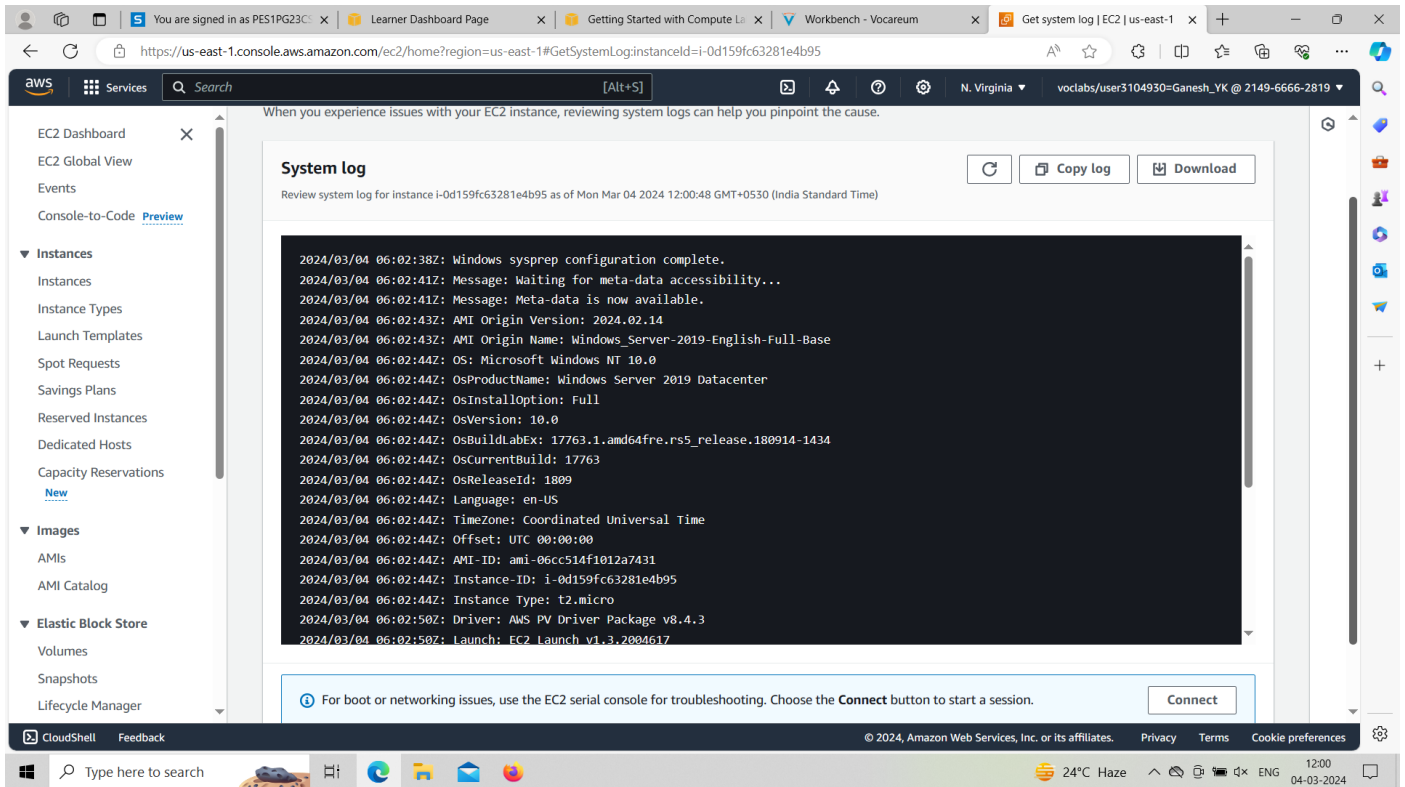 You are signed in as PES1PG23CS
Learner Dashboard Page
Getting Started with Compute La
Workbench - Vocareum
Get system log | EC2 | us-east-1
https://us-east-1.console.aws.amazon.com/ec2/home?region=us-east-1#GetSystemLog:instanceId=i-0d159fc63281e4b95
aws Services Search [Alt+S] N. Virginia voclabs/user3104930=Ganesh_YK @ 2149-6666-2819
EC2 Dashboard
EC2 Global View
Events
Console-to-Code Preview
Instances
Instances
Instance Types
Launch Templates
Spot Requests
Savings Plans
Reserved Instances
Dedicated Hosts
Capacity Reservations
New
Images
AMIs
AMI Catalog
Elastic Block Store
Volumes
Snapshots
Lifecycle Manager
When you experience issues with your EC2 instance, reviewing system logs can help you pinpoint the cause.
System log
Copy log
Download
Review system log for instance i-0d159fc63281e4b95 as of Mon Mar 04 2024 12:00:48 GMT+0530 (India Standard Time)
2024/03/04 06:02:38Z: Windows sysprep configuration complete.
2024/03/04 06:02:41Z: Message: Waiting for meta-data accessibility...
2024/03/04 06:02:41Z: Message: Meta-data is now available.
2024/03/04 06:02:43Z: AMI Origin Version: 2024.02.14
2024/03/04 06:02:43Z: AMI Origin Name: Windows_Server-2019-English-Full-Base
2024/03/04 06:02:44Z: OS: Microsoft Windows NT 10.0
2024/03/04 06:02:44Z: OsProductName: Windows Server 2019 Datacenter
2024/03/04 06:02:44Z: OsInstallOption: Full
2024/03/04 06:02:44Z: OsVersion: 10.0
2024/03/04 06:02:44Z: OsBuildLabEx: 17763.1.amd64fre.rs5_release.180914-1434
2024/03/04 06:02:44Z: OsCurrentBuild: 17763
2024/03/04 06:02:44Z: OsReleaseId: 1809
2024/03/04 06:02:44Z: Language: en-US
2024/03/04 06:02:44Z: TimeZone: Coordinated Universal Time
2024/03/04 06:02:44Z: Offset: UTC 00:00:00
2024/03/04 06:02:44Z: AMI-ID: ami-06cc514f1012a7431
2024/03/04 06:02:44Z: Instance-ID: i-0d159fc63281e4b95
2024/03/04 06:02:44Z: Instance Type: t2.micro
2024/03/04 06:02:50Z: Driver: AWS PV Driver Package v8.4.3
2024/03/04 06:02:50Z: Launch: EC2 Launch v1.3.2004617
For boot or networking issues, use the EC2 serial console for troubleshooting. Choose the Connect button to start a session.
Connect
CloudShell Feedback © 2024, Amazon Web Services, Inc. or its affiliates. Privacy Terms Cookie preferences
Type here to search
24°C Haze
ENG
12:00
04-03-2024